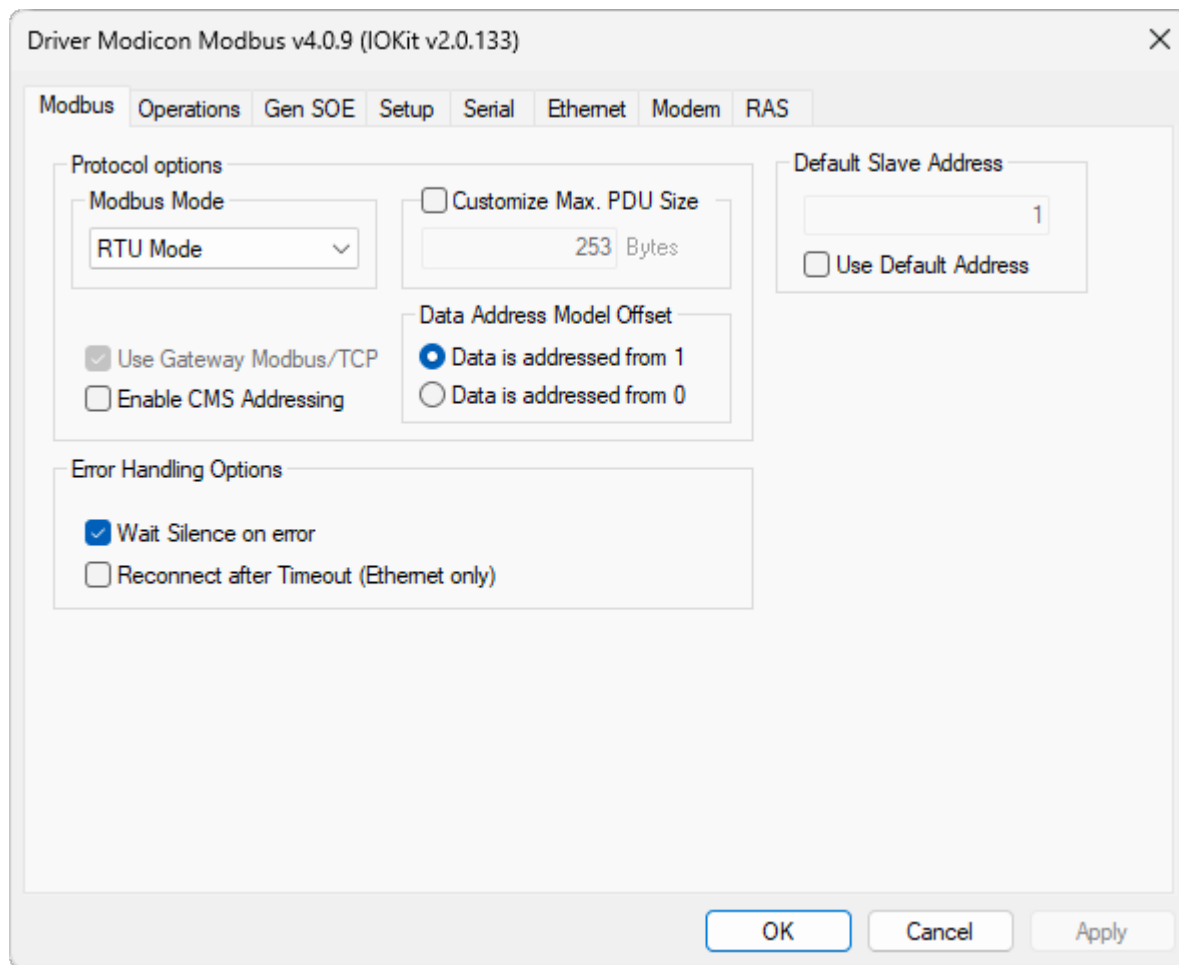 Driver Modicon Modbus v4.0.9 (IOKit v2.0.133)
Modbus Operations Gen SOE Setup Serial Ethernet Modem RAS
Protocol options
Modbus Mode
RTU Mode
Customize Max. PDU Size
253 Bytes
Default Slave Address
1
Use Default Address
Use Gateway Modbus/TCP
Enable CMS Addressing
Data Address Model Offset
Data is addressed from 1
Data is addressed from 0
Error Handling Options
Wait Silence on error
Reconnect after Timeout (Ethernet only)
OK Cancel Apply